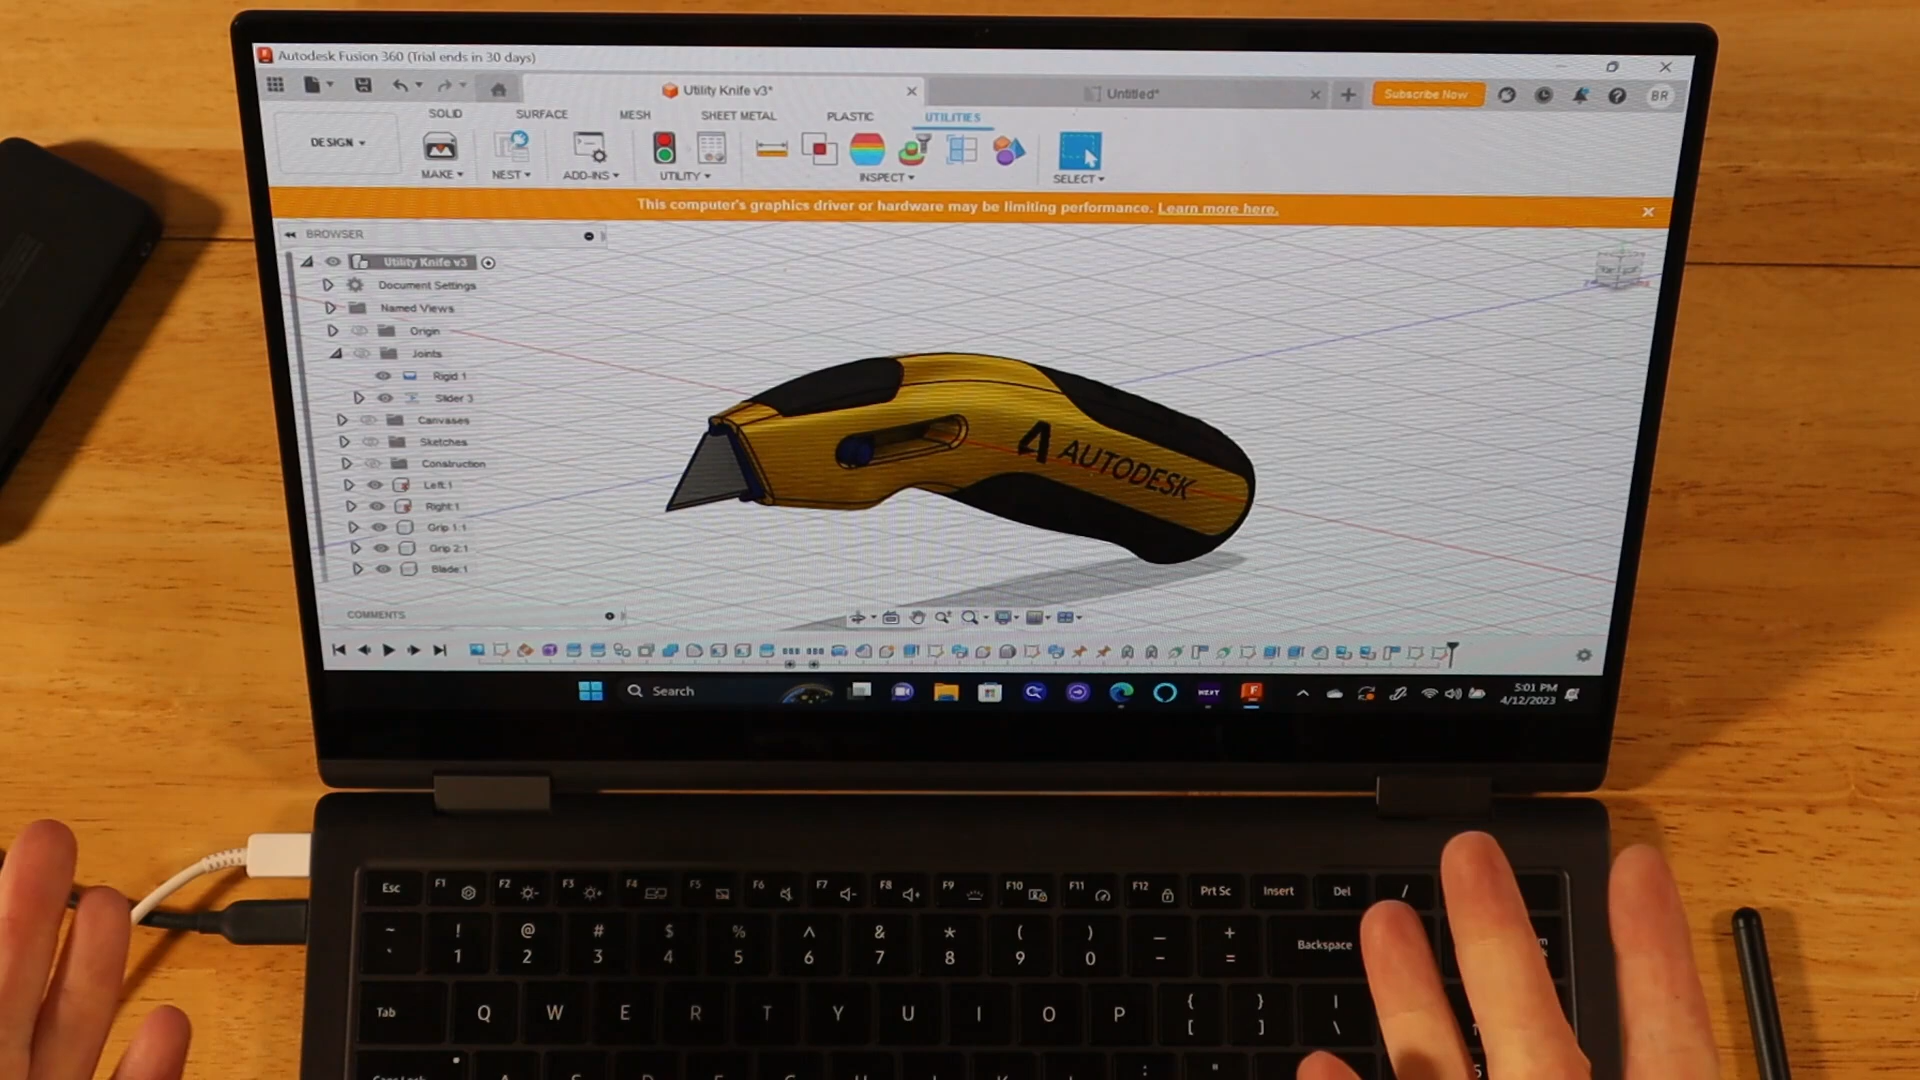 Autodesk Fusion 360 (Trial ends in 30 days)
Utility Knife v3*
Untitled*
Subscribe Now
BR
SOLID
SURFACE
MESH
SHEET METAL
PLASTIC
UTILITIES
DESIGN
MAKE
NEST
ADD-INS
UTILITY
INSPECT
SELECT
This computer's graphics driver or hardware may be limiting performance. Learn more here.
BROWSER
Utility Knife v3
Document Settings
Named Views
Origin
Joints
Rigid 1
Slider 3
Canvases
Sketches
Construction
Left:1
Right:1
Grip 1:1
Grip 2:1
Blade:1
AUTODESK
COMMENTS
Search
NEXT
5:01 PM
4/12/2023
Esc F1 F2 F3 F4 F5 F6 F7 F8 F9 F10 F11 F12 Prt Sc Insert Del /
~ ! @ # $ % ^ & * ( ) _ +
` 1 2 3 4 5 6 7 8 9 0 - = Backspace
Tab Q W E R T Y U I O P { } |
[ ] \